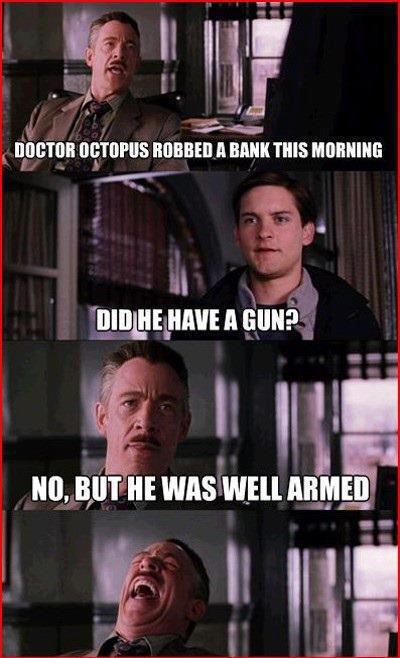 DOCTOR OCTOPUS ROBBED A BANK THIS MORNING
DID HE HAVE A GUN?
NO, BUT HE WAS WELL ARMED